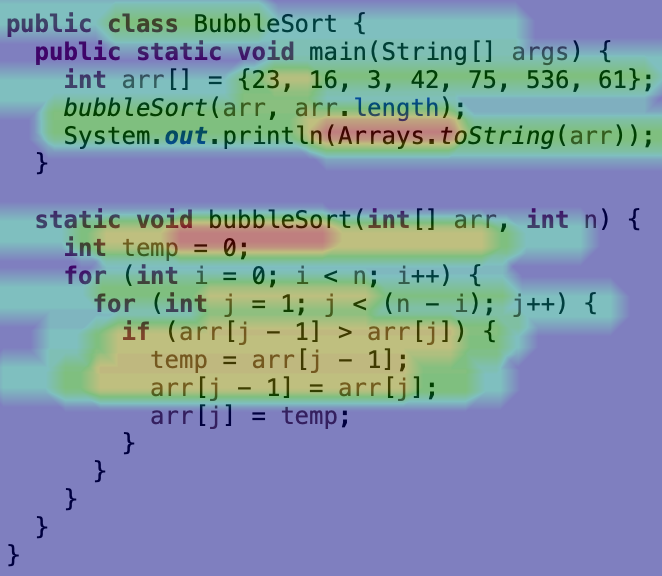 public class BubbleSort {
  public static void main(String[] args) {
    int arr[] = {23, 16, 3, 42, 75, 536, 61};
    bubbleSort(arr, arr.length);
    System.out.println(Arrays.toString(arr));
  }

  static void bubbleSort(int[] arr, int n) {
    int temp = 0;
    for (int i = 0; i < n; i++) {
      for (int j = 1; j < (n - i); j++) {
        if (arr[j - 1] > arr[j]) {
          temp = arr[j - 1];
          arr[j - 1] = arr[j];
          arr[j] = temp;
        }
      }
    }
  }
}